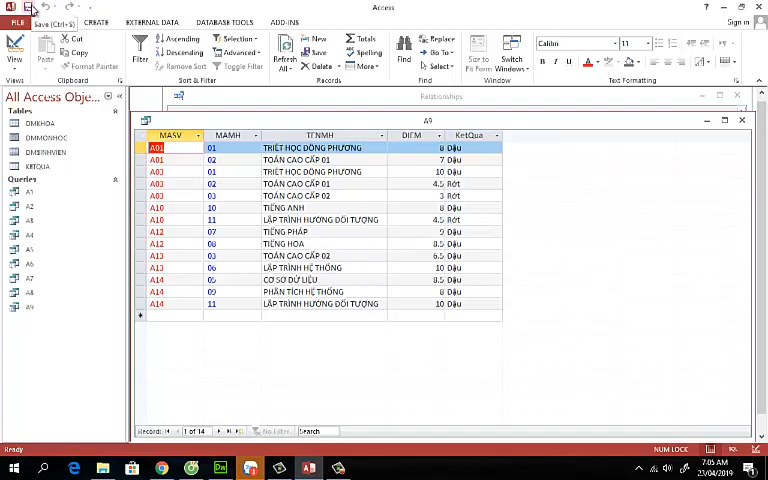 Access
Sign in
Save (Ctrl+S)
FILE CREATE EXTERNAL DATA DATABASE TOOLS ADD-INS
View
Views
Paste
Cut
Copy
Format Painter
Clipboard
Filter
Ascending
Descending
Remove Sort
Selection
Advanced
Toggle Filter
Sort & Filter
Refresh
All
New
Save
Delete
Totals
Spelling
More
Records
Find
Replace
Go To
Select
Find
Size
to Fit Form
Switch
Windows
Window
Calibri 11
B I U
Text Formatting
All Access Obje...
Tables
DMKHOA
DMMONHOC
DMSINHVIEN
KETQUA
Queries
A1
A2
A3
A4
A5
A6
A7
A8
A9
Relationships
A9
MASV MAMH TENMH DIEM KetQua
A01 01 TRIẾT HỌC ĐÔNG PHƯƠNG 8 Đậu
A01 02 TOÁN CAO CẤP 01 7 Đậu
A03 01 TRIẾT HỌC ĐÔNG PHƯƠNG 10 Đậu
A03 02 TOÁN CAO CẤP 01 4.5 Rớt
A03 03 TOÁN CAO CẤP 02 3 Rớt
A10 10 TIẾNG ANH 8 Đậu
A10 11 LẬP TRÌNH HƯỚNG ĐỐI TƯỢNG 4.5 Rớt
A12 07 TIẾNG PHÁP 9 Đậu
A12 08 TIẾNG HOA 8.5 Đậu
A13 03 TOÁN CAO CẤP 02 6.5 Đậu
A13 06 LẬP TRÌNH HỆ THỐNG 10 Đậu
A14 05 CƠ SỞ DỮ LIỆU 8.5 Đậu
A14 09 PHÂN TÍCH HỆ THỐNG 8 Đậu
A14 11 LẬP TRÌNH HƯỚNG ĐỐI TƯỢNG 10 Đậu
Record: 1 of 14 No Filter Search
Ready
NUM LOCK
SQL
7:05 AM
23/04/2019